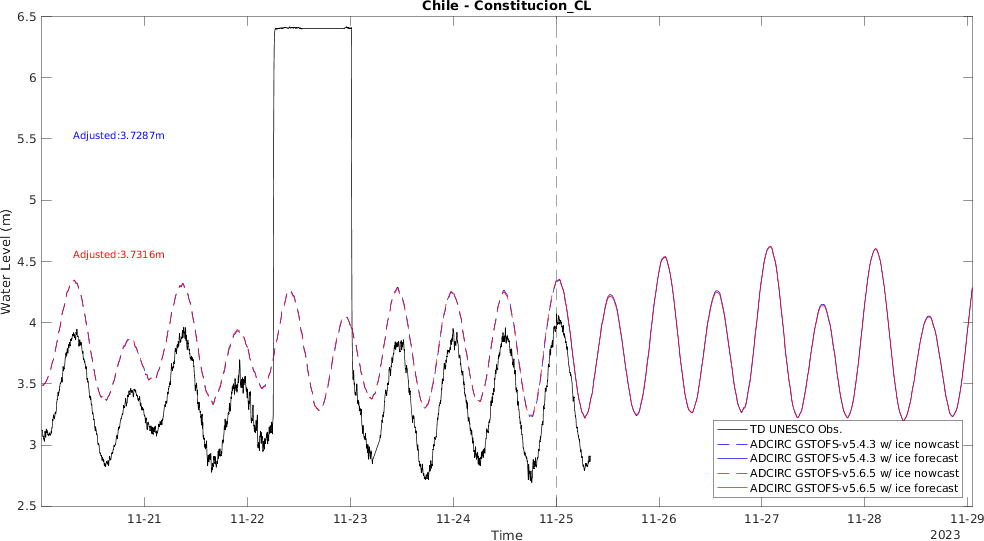 Chile - Constitucion_CL
6.5
6
5.5
5
4.5
4
3.5
3
2.5
Water Level (m)
Adjusted:3.7287m
Adjusted:3.7316m
TD UNESCO Obs.
ADCIRC GSTOFS-v5.4.3 w/ ice nowcast
ADCIRC GSTOFS-v5.4.3 w/ ice forecast
ADCIRC GSTOFS-v5.6.5 w/ ice nowcast
ADCIRC GSTOFS-v5.6.5 w/ ice forecast
11-21 11-22 11-23 11-24 11-25 11-26 11-27 11-28 11-29
Time
2023